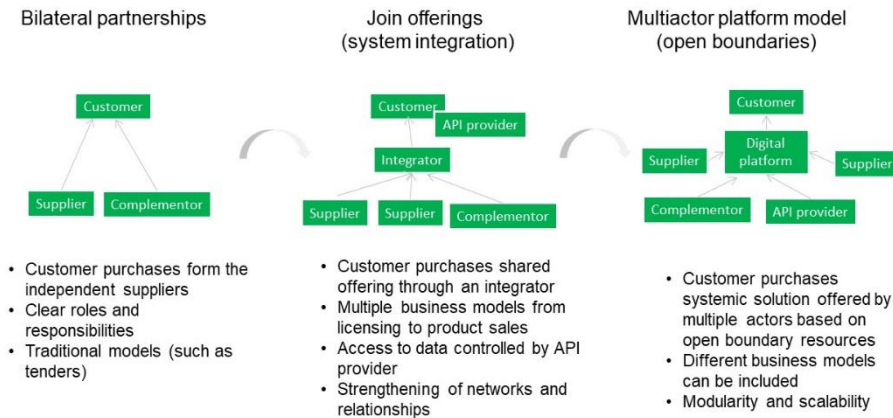 Bilateral partnerships
Customer
Supplier
Complementor
• Customer purchases form the
independent suppliers
• Clear roles and
responsibilities
• Traditional models (such as
tenders)
Join offerings
(system integration)
Customer
API provider
Integrator
Supplier
Supplier
Complementor
• Customer purchases shared
offering through an integrator
• Multiple business models from
licensing to product sales
• Access to data controlled by API
provider
• Strengthening of networks and
relationships
Multiactor platform model
(open boundaries)
Customer
Digital
platform
Supplier
Supplier
Complementor
API provider
• Customer purchases
systemic solution offered by
multiple actors based on
open boundary resources
• Different business models
can be included
• Modularity and scalability